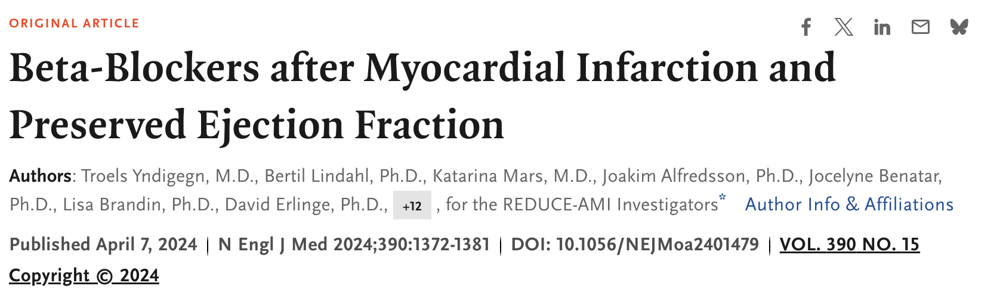 ORIGINAL ARTICLE
Beta-Blockers after Myocardial Infarction and
Preserved Ejection Fraction
Authors: Troels Yndigegn, M.D., Bertil Lindahl, Ph.D., Katarina Mars, M.D., Joakim Alfredsson, Ph.D., Jocelyne Benatar,
Ph.D., Lisa Brandin, Ph.D., David Erlinge, Ph.D., +12 , for the REDUCE-AMI Investigators* Author Info & Affiliations
Published April 7, 2024 | N Engl J Med 2024;390:1372-1381 | DOI: 10.1056/NEJMoa2401479 | VOL. 390 NO. 15
Copyright © 2024